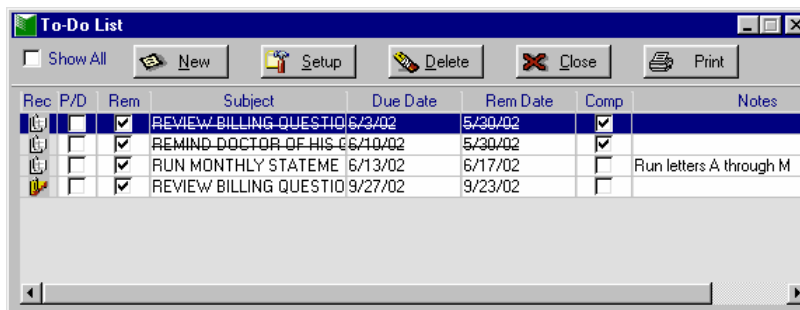 To-Do List
Show All New Setup Delete Close Print
Rec P/D Rem Subject Due Date Rem Date Comp Notes
REVIEW BILLING QUESTIO 6/3/02 5/30/02
REMIND DOCTOR OF HIS 6/10/02 5/30/02
RUN MONTHLY STATEME 6/13/02 6/17/02 Run letters A through M
REVIEW BILLING QUESTIO 9/27/02 9/23/02